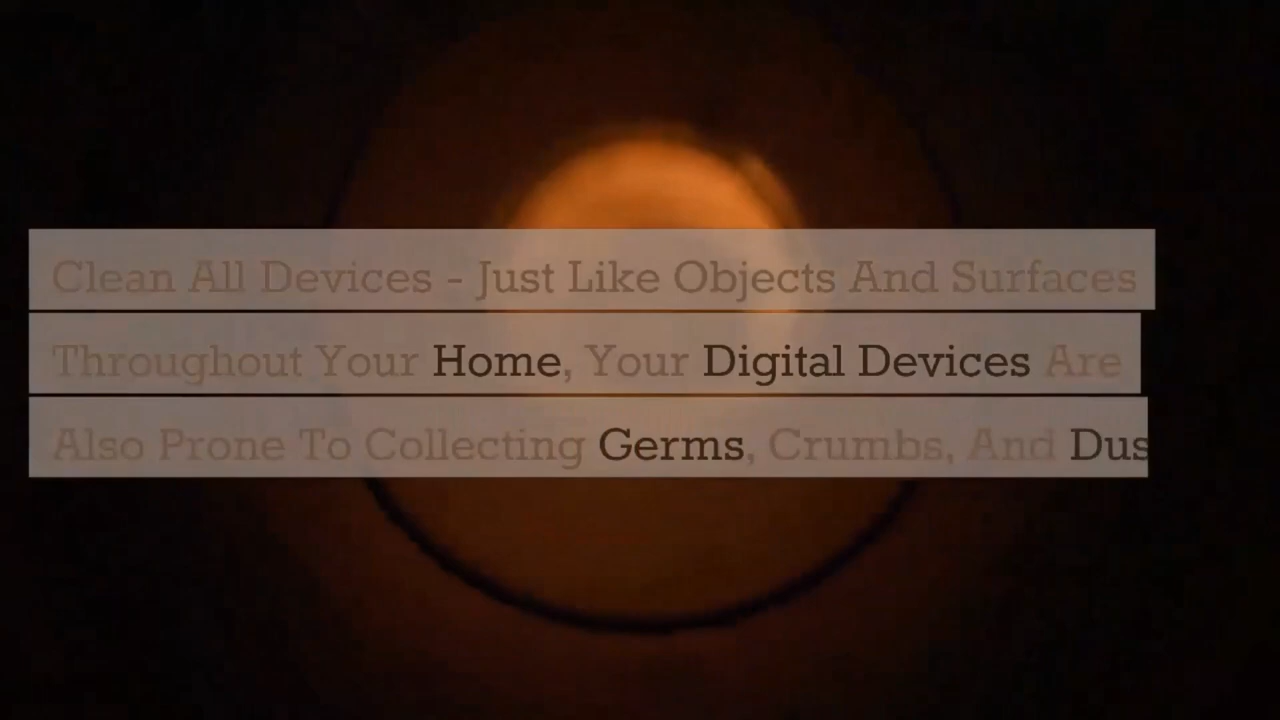 Clean All Devices - Just Like Objects And Surfaces
Throughout Your Home, Your Digital Devices Are
Also Prone To Collecting Germs, Crumbs, And Dus